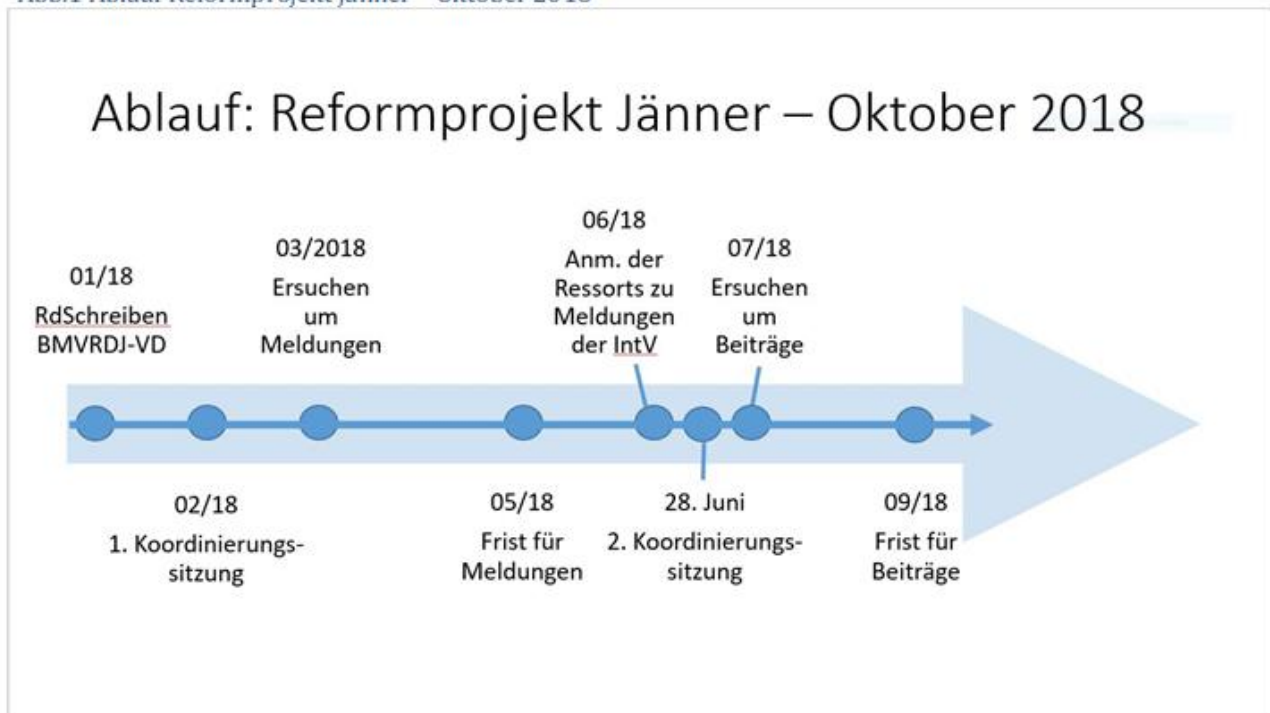 Ablauf: Reformprojekt Jänner – Oktober 2018
01/18
RdSchreiben
BMVRDJ-VD
02/18
1. Koordinierungs-
sitzung
03/2018
Ersuchen
um
Meldungen
05/18
Frist für
Meldungen
06/18
Anm. der
Ressorts zu
Meldungen
der IntV
28. Juni
2. Koordinierungs-
sitzung
07/18
Ersuchen
um
Beiträge
09/18
Frist für
Beiträge